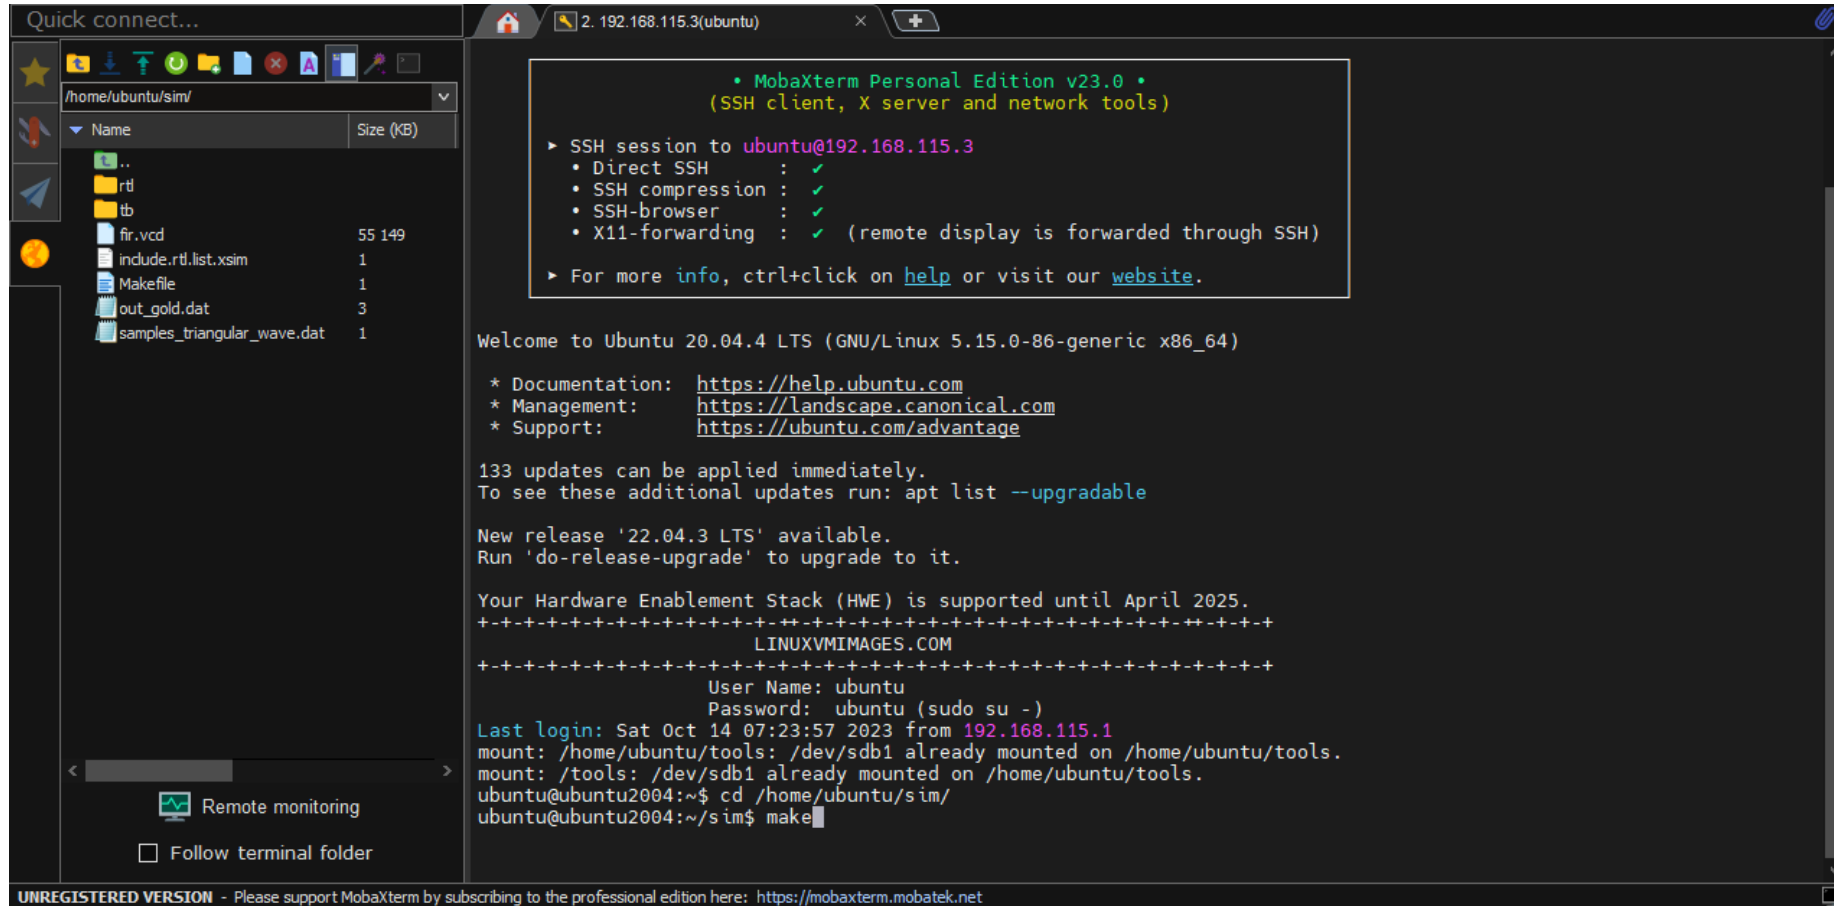 Quick connect...
2. 192.168.115.3(ubuntu)
/home/ubuntu/sim/
Name Size (KB)
..
rtl
tb
fir.vcd 55 149
include.rtl.list.xsim 1
Makefile 1
out_gold.dat 3
samples_triangular_wave.dat 1
Remote monitoring
Follow terminal folder
• MobaXterm Personal Edition v23.0 •
(SSH client, X server and network tools)
► SSH session to ubuntu@192.168.115.3
• Direct SSH : ✔
• SSH compression : ✔
• SSH-browser : ✔
• X11-forwarding : ✔ (remote display is forwarded through SSH)
► For more info, ctrl+click on help or visit our website.
Welcome to Ubuntu 20.04.4 LTS (GNU/Linux 5.15.0-86-generic x86_64)
* Documentation: https://help.ubuntu.com
* Management: https://landscape.canonical.com
* Support: https://ubuntu.com/advantage
133 updates can be applied immediately.
To see these additional updates run: apt list --upgradable
New release '22.04.3 LTS' available.
Run 'do-release-upgrade' to upgrade to it.
Your Hardware Enablement Stack (HWE) is supported until April 2025.
+-+-+-+-+-+-+-+-+-+-+-+-+-++-+-+-+-+-+-+-+-+-+-+-+-+-+-+-+-+-++-+-+-+
LINUXVMIMAGES.COM
+-+-+-+-+-+-+-+-+-+-+-+-+-+-+-+-+-+-+-+-+-+-+-+-+-+-+-+-+-+-+-+-+-+-+
User Name: ubuntu
Password: ubuntu (sudo su -)
Last login: Sat Oct 14 07:23:57 2023 from 192.168.115.1
mount: /home/ubuntu/tools: /dev/sdb1 already mounted on /home/ubuntu/tools.
mount: /tools: /dev/sdb1 already mounted on /home/ubuntu/tools.
ubuntu@ubuntu2004:~$ cd /home/ubuntu/sim/
ubuntu@ubuntu2004:~/sim$ make
UNREGISTERED VERSION - Please support MobaXterm by subscribing to the professional edition here: https://mobaxterm.mobatek.net